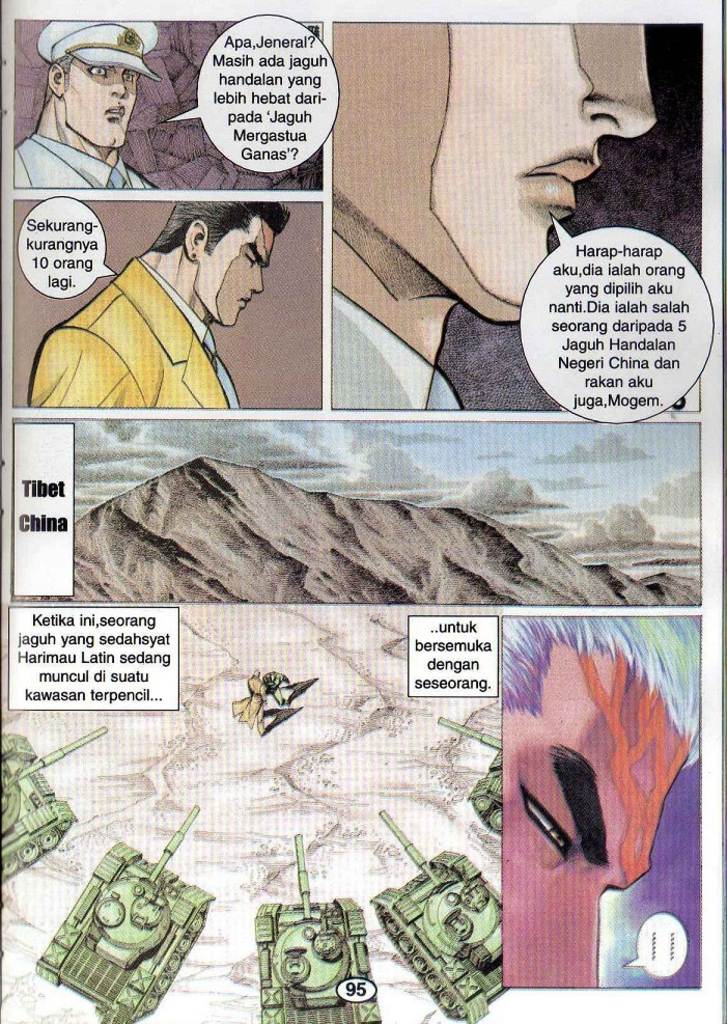 Apa,Jeneral?
Masih ada jaguh
handalan yang
lebih hebat dari-
pada 'Jaguh
Mergastua
Ganas'?
Sekurang-
kurangnya
10 orang
lagi.
Harap-harap
aku,dia ialah orang
yang dipilih aku
nanti.Dia ialah salah
seorang daripada 5
Jaguh Handalan
Negeri China dan
rakan aku
juga,Mogem.
Tibet
China
Ketika ini,seorang
jaguh yang sedahsyat
Harimau Latin sedang
muncul di suatu
kawasan terpencil...
..untuk
bersemuka
dengan
seseorang.
95